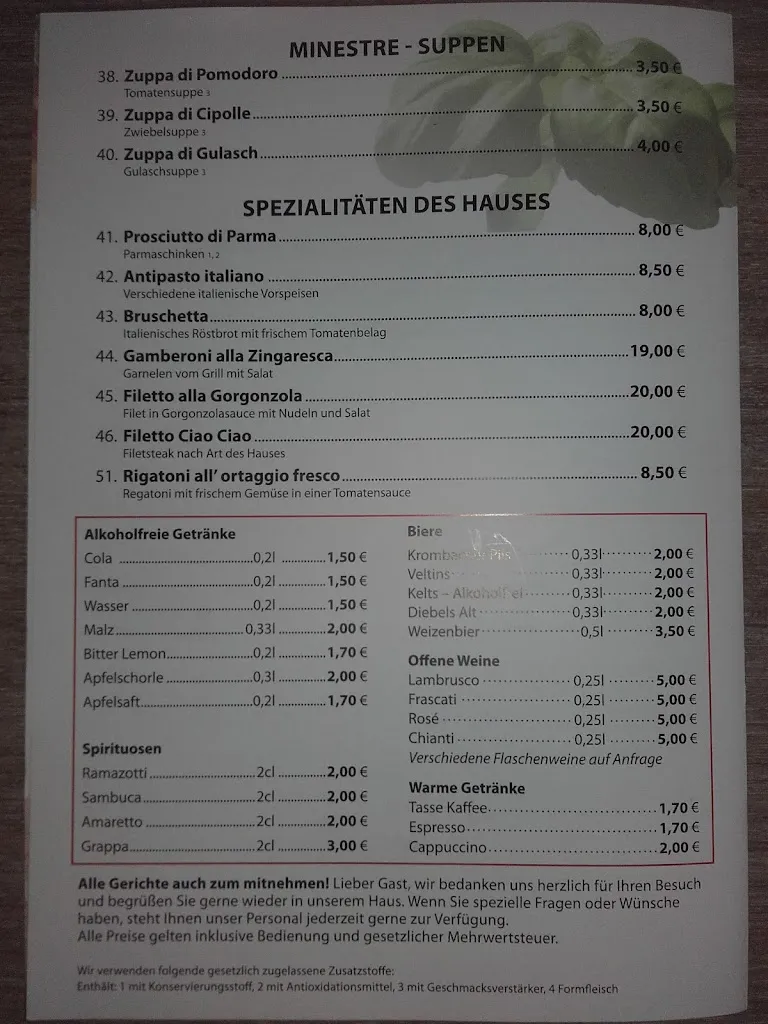 MINESTRE - SUPPEN
38. Zuppa di Pomodoro 3,50 €
Tomatensuppe 3
39. Zuppa di Cipolle 3,50 €
Zwiebelsuppe 3
40. Zuppa di Gulasch 4,00 €
Gulaschsuppe 3
SPEZIALITÄTEN DES HAUSES
41. Prosciutto di Parma 8,00 €
Parmaschinken 1, 2
42. Antipasto italiano 8,50 €
Verschiedene italienische Vorspeisen
43. Bruschetta 8,00 €
Italienisches Röstbrot mit frischem Tomatenbelag
44. Gamberoni alla Zingaresca 19,00 €
Garnelen vom Grill mit Salat
45. Filetto alla Gorgonzola 20,00 €
Filet in Gorgonzolasauce mit Nudeln und Salat
46. Filetto Ciao Ciao 20,00 €
Filetsteak nach Art des Hauses
51. Rigatoni all' ortaggio fresco 8,50 €
Regatoni mit frischem Gemüse in einer Tomatensauce
Alkoholfreie Getränke
Cola 0,2l 1,50 €
Fanta 0,2l 1,50 €
Wasser 0,2l 1,50 €
Malz 0,33l 2,00 €
Bitter Lemon 0,2l 1,70 €
Apfelschorle 0,3l 2,00 €
Apfelsaft 0,2l 1,70 €
Spirituosen
Ramazotti 2cl 2,00 €
Sambuca 2cl 2,00 €
Amaretto 2cl 2,00 €
Grappa 2cl 3,00 €
Biere
Krombacher Pils 0,33l 2,00 €
Veltins 0,33l 2,00 €
Kelts - Alkoholfrei 0,33l 2,00 €
Diebels Alt 0,33l 2,00 €
Weizenbier 0,5l 3,50 €
Offene Weine
Lambrusco 0,25l 5,00 €
Frascati 0,25l 5,00 €
Rosé 0,25l 5,00 €
Chianti 0,25l 5,00 €
Verschiedene Flaschenweine auf Anfrage
Warme Getränke
Tasse Kaffee 1,70 €
Espresso 1,70 €
Cappuccino 2,00 €
Alle Gerichte auch zum mitnehmen! Lieber Gast, wir bedanken uns herzlich für Ihren Besuch
und begrüßen Sie gerne wieder in unserem Haus. Wenn Sie spezielle Fragen oder Wünsche
haben, steht Ihnen unser Personal jederzeit gerne zur Verfügung.
Alle Preise gelten inklusive Bedienung und gesetzlicher Mehrwertsteuer.
Wir verwenden folgende gesetzlich zugelassene Zusatzstoffe:
Enthält: 1 mit Konservierungsstoff, 2 mit Antioxidationsmittel, 3 mit Geschmacksverstärker, 4 Formfleisch